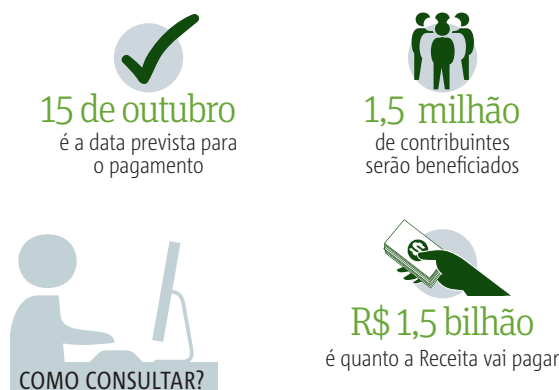 15 de outubro
é a data prevista para
o pagamento
1,5 milhão
de contribuintes
serão beneficiados
COMO CONSULTAR?
R$ 1,5 bilhão
é quanto a Receita vai pagar